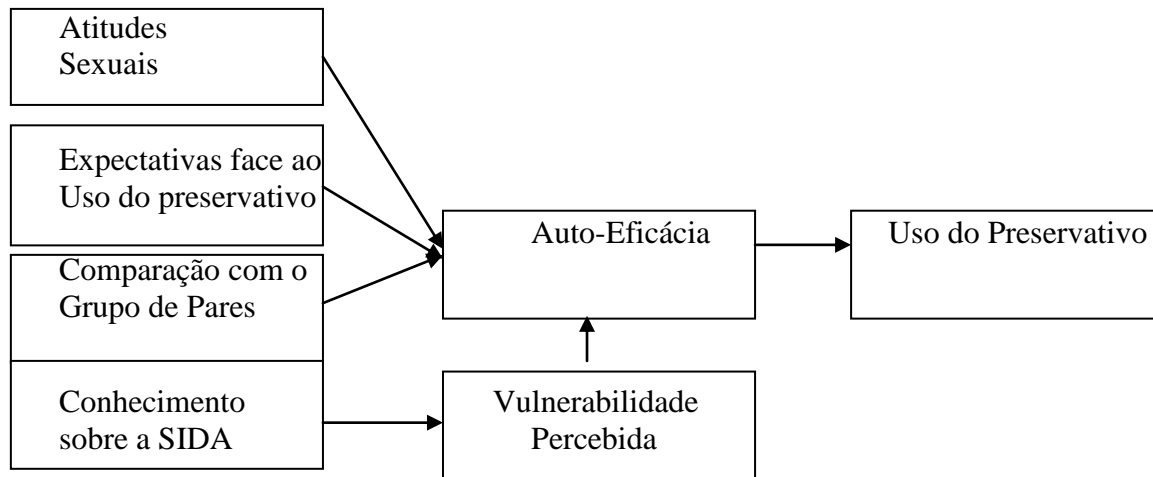 Atitudes
Sexuais
Expectativas face ao
Uso do preservativo
Comparação com o
Grupo de Pares
Conhecimento
sobre a SIDA
Auto-Eficácia
Vulnerabilidade
Percebida
Uso do Preservativo